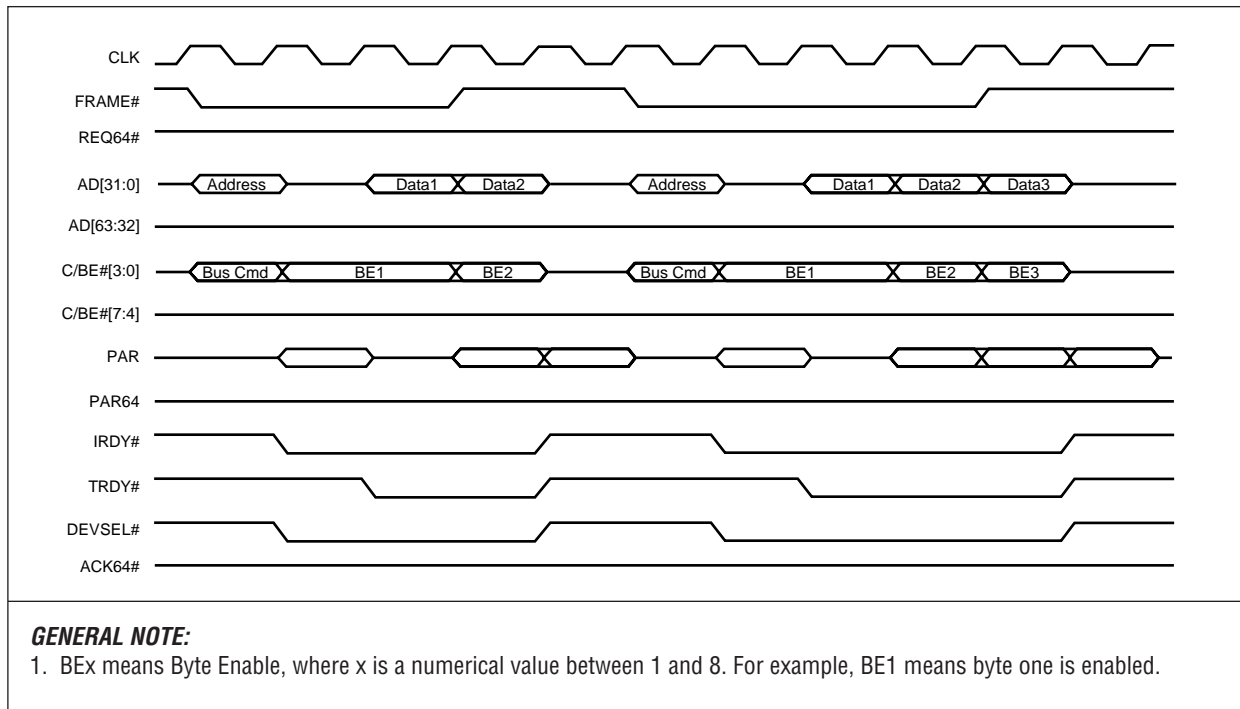 CLK
FRAME#
REQ64#
AD[31:0] Address Data1 Data2 Address Data1 Data2 Data3
AD[63:32]
C/BE#[3:0] Bus Cmd BE1 BE2 Bus Cmd BE1 BE2 BE3
C/BE#[7:4]
PAR
PAR64
IRDY#
TRDY#
DEVSEL#
ACK64#
GENERAL NOTE:
1. BEx means Byte Enable, where x is a numerical value between 1 and 8. For example, BE1 means byte one is enabled.